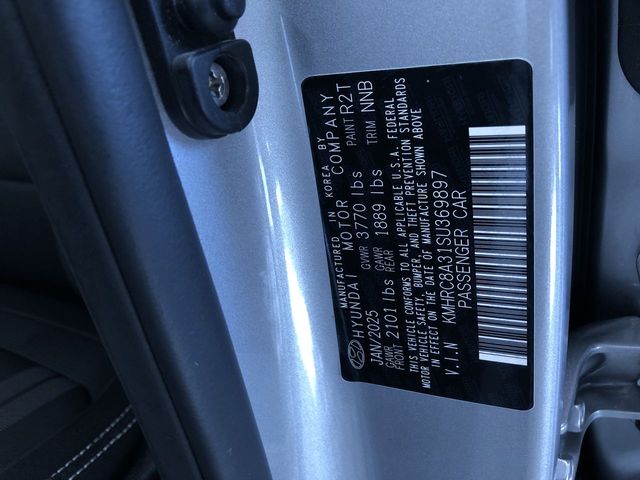 MANUFACTURED IN KOREA BY
HYUNDAI MOTOR COMPANY
JAN/2025 GVWR 3770 lbs PAINT R2T
GAWR FRONT 2101 lbs GAWR REAR 1889 lbs TRIM NNB
THIS VEHICLE CONFORMS TO ALL APPLICABLE U.S.A. FEDERAL
MOTOR VEHICLE SAFETY, BUMPER, AND THEFT PREVENTION STANDARDS
IN EFFECT ON THE DATE OF MANUFACTURE SHOWN ABOVE
V.I.N KMHRC8A31SU369897
PASSENGER CAR